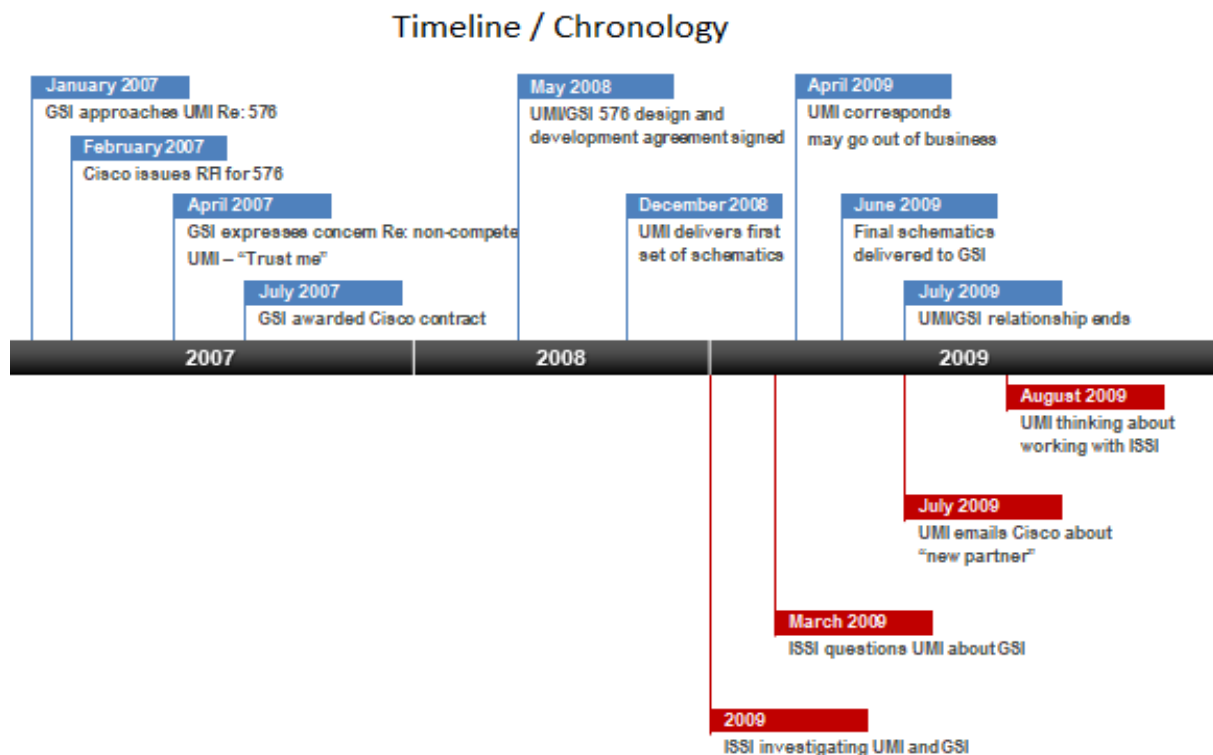 Timeline / Chronology
January 2007
GSI approaches UMI Re: 576
February 2007
Cisco issues RFI for 576
April 2007
GSI expresses concern Re: non-compete
UMI – “Trust me”
July 2007
GSI awarded Cisco contract
May 2008
UMI/GSI 576 design and
development agreement signed
December 2008
UMI delivers first
set of schematics
April 2009
UMI corresponds
may go out of business
June 2009
Final schematics
delivered to GSI
July 2009
UMI/GSI relationship ends
2007
2008
2009
August 2009
UMI thinking about
working with ISSI
July 2009
UMI emails Cisco about
“new partner”
March 2009
ISSI questions UMI about GSI
2009
ISSI investigating UMI and GSI